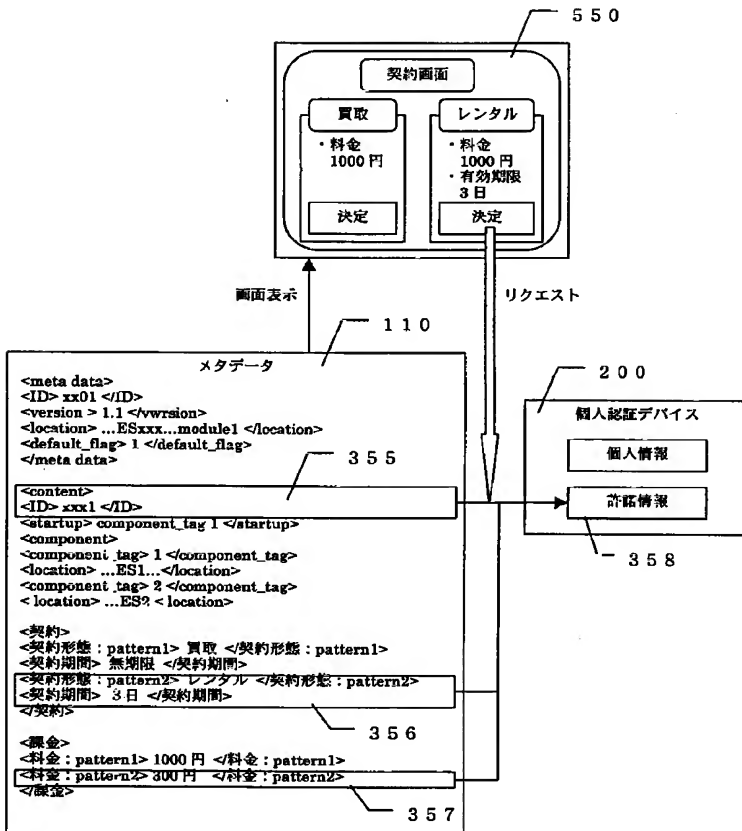 550
契約画面
買取
・料金
1000円
決定
レンタル
・料金
1000円
・有効期限
3日
決定
画面表示
リクエスト
110
メタデータ
<meta data>
<ID> xx01 </ID>
<version > 1.1 </vwrsion>
<location> ...ESxxx...module1 </location>
<default_flag> 1 </default_flag>
</meta data>
355
<content>
<ID> xxx1 </ID>
<startup> component_tag 1 </startup>
<component>
<component_tag> 1 </component_tag>
<location> ...ES1...</location>
<component_tag> 2 </component_tag>
< location> ...ES2 < location>
<契約>
<契約形態：pattern1> 買取 </契約形態：pattern1>
<契約期間> 無期限 </契約期間>
<契約形態：pattern2> レンタル </契約形態：pattern2>
<契約期間> 3日 </契約期間>
</契約>
356
<課金>
<料金：pattern1> 1000円 </料金：pattern1>
<料金：pattern2> 300円 </料金：pattern2>
</課金>
357
200
個人認証デバイス
個人情報
許諾情報
358